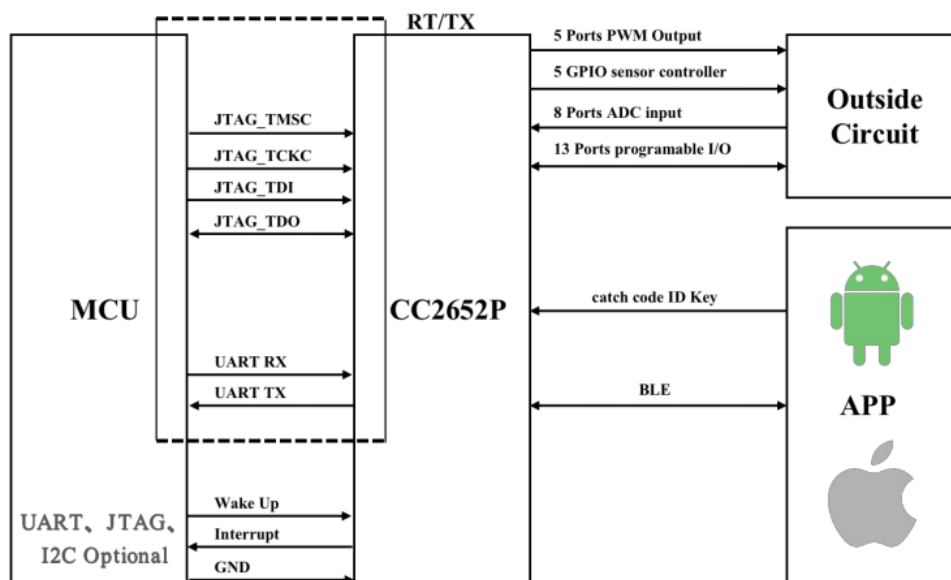 RT/TX
5 Ports PWM Output
5 GPIO sensor controller
8 Ports ADC input
13 Ports programable I/O
Outside
Circuit
JTAG_TMSC
JTAG_TCKC
JTAG_TDI
JTAG_TDO
MCU
CC2652P
catch code ID Key
BLE
APP
UART RX
UART TX
Wake Up
Interrupt
GND
UART、JTAG、
I2C Optional